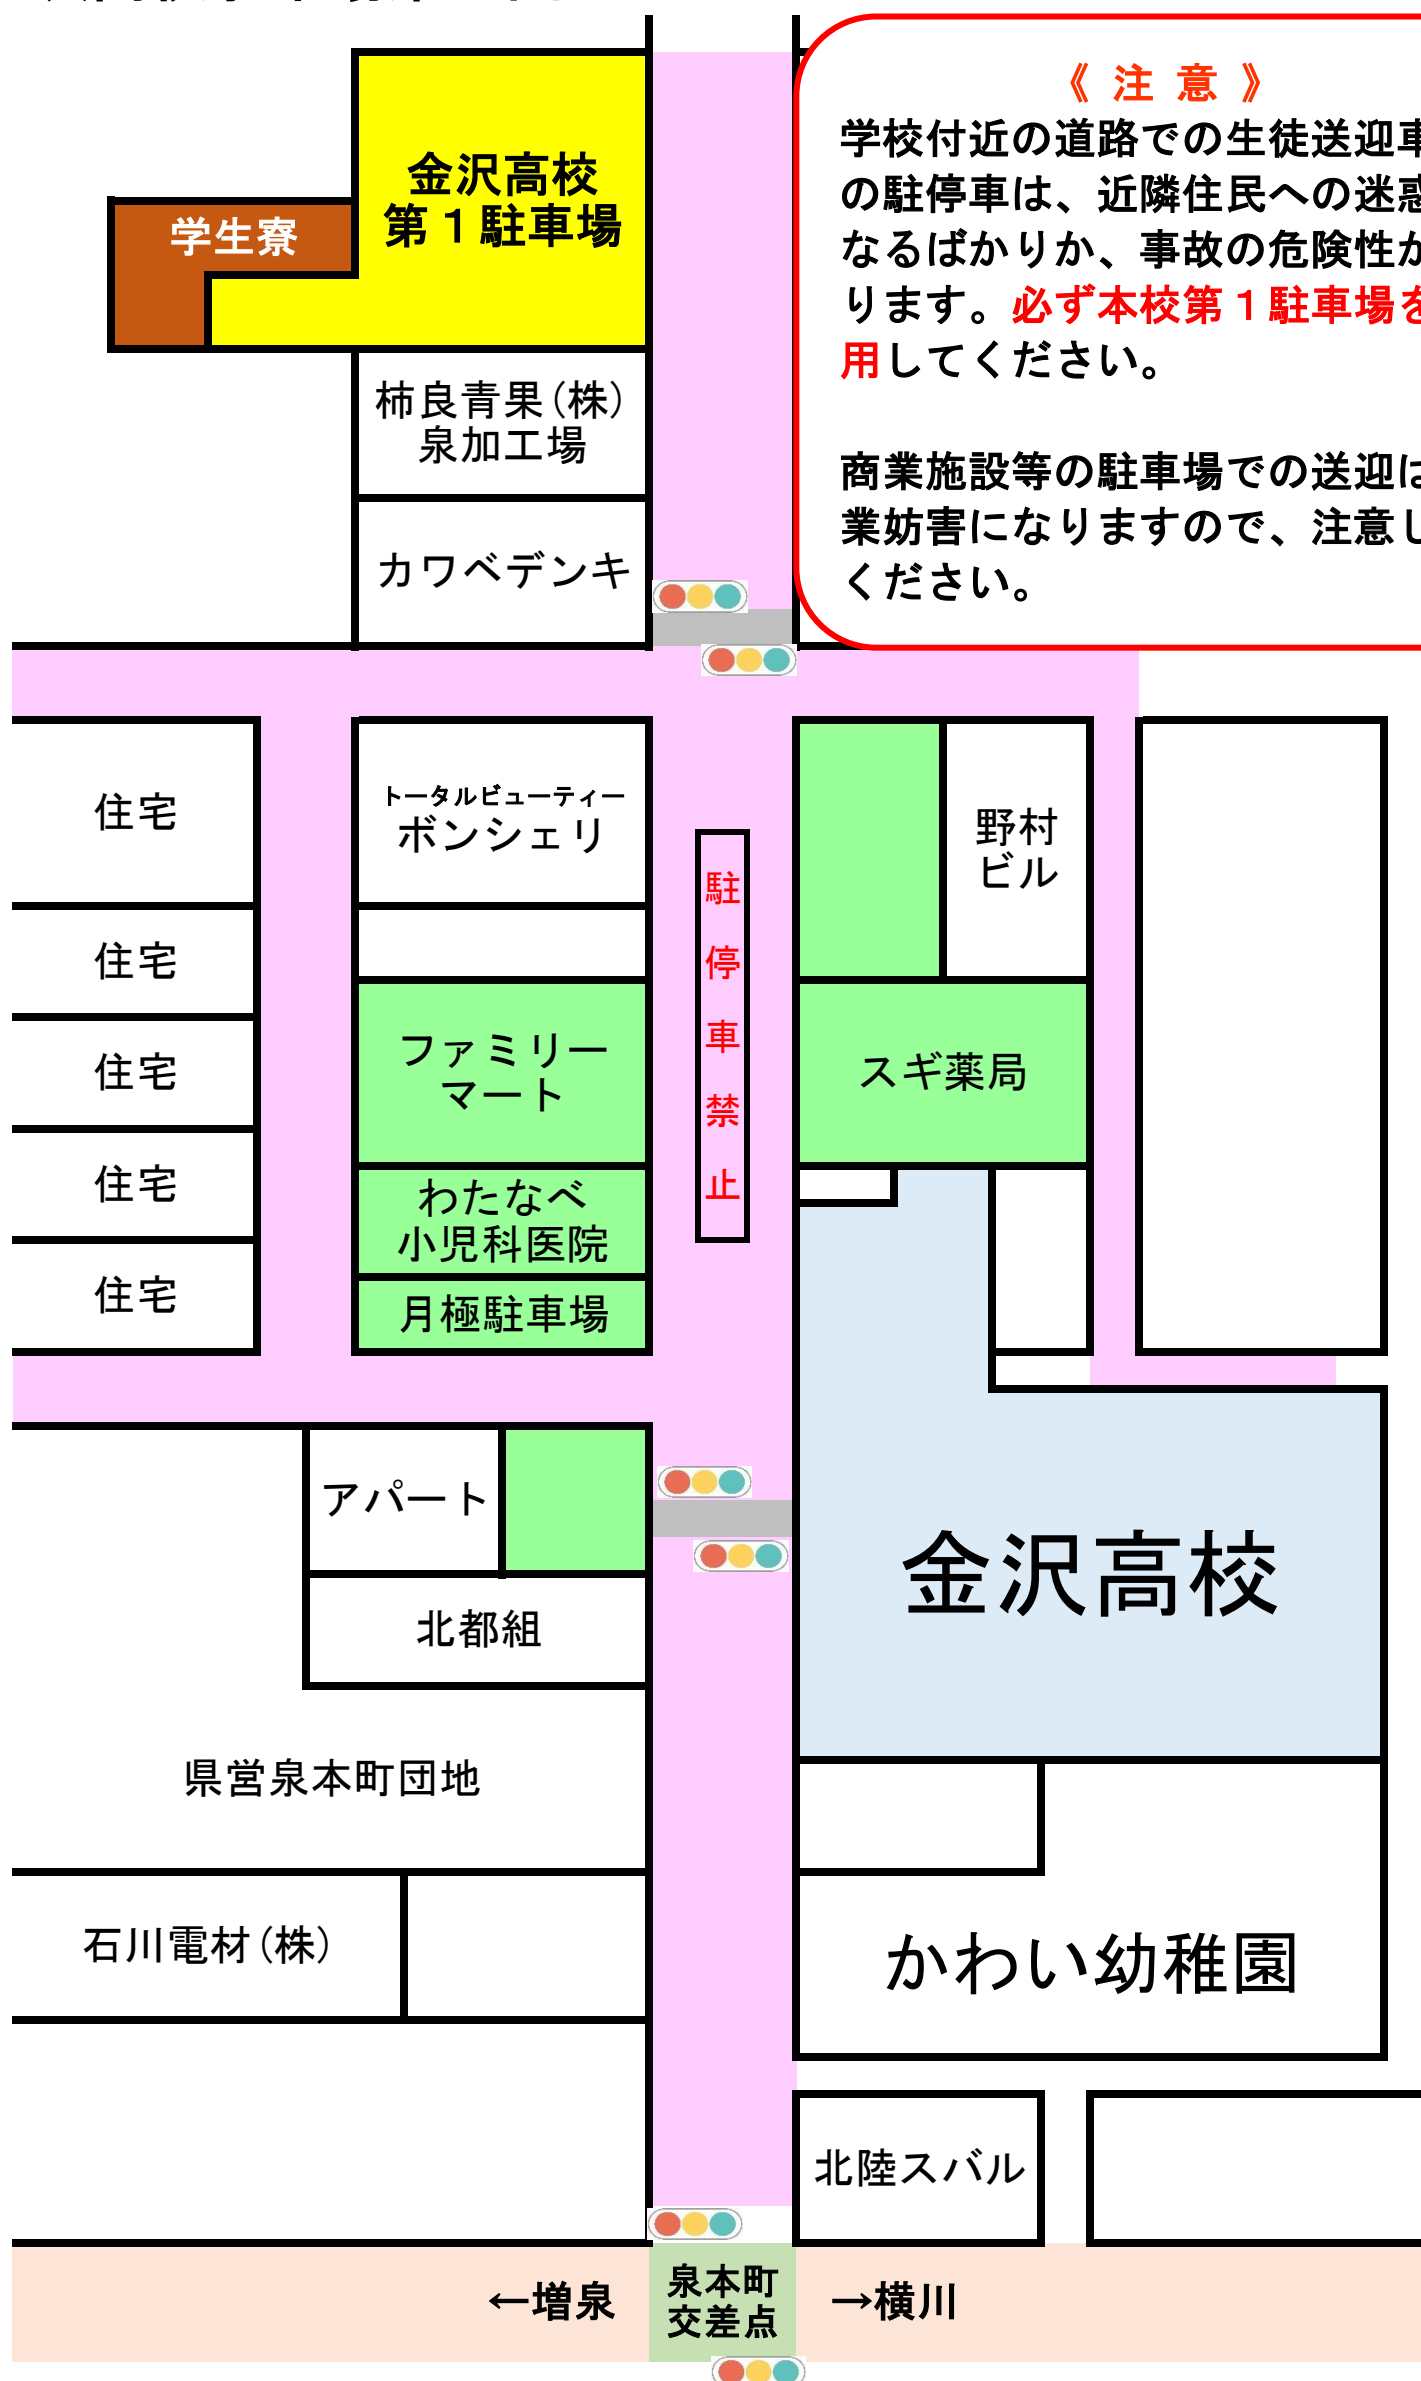 《 注 意 》
学校付近の道路での生徒送迎車
の駐停車は、近隣住民への迷惑
なるばかりか、事故の危険性が
ります。必ず本校第１駐車場を
用してください。
商業施設等の駐車場での送迎は
業妨害になりますので、注意し
ください。
金沢高校
第１駐車場
学生寮
柿良青果(株)
泉加工場
カワベデンキ
住宅
トータルビューティー
ボンシェリ
野村
ビル
駐停車禁止
住宅
住宅
ファミリー
マート
スギ薬局
住宅
わたなべ
小児科医院
住宅
月極駐車場
アパート
金沢高校
北都組
県営泉本町団地
石川電材(株)
かわい幼稚園
北陸スバル
←増泉
泉本町
交差点
→横川